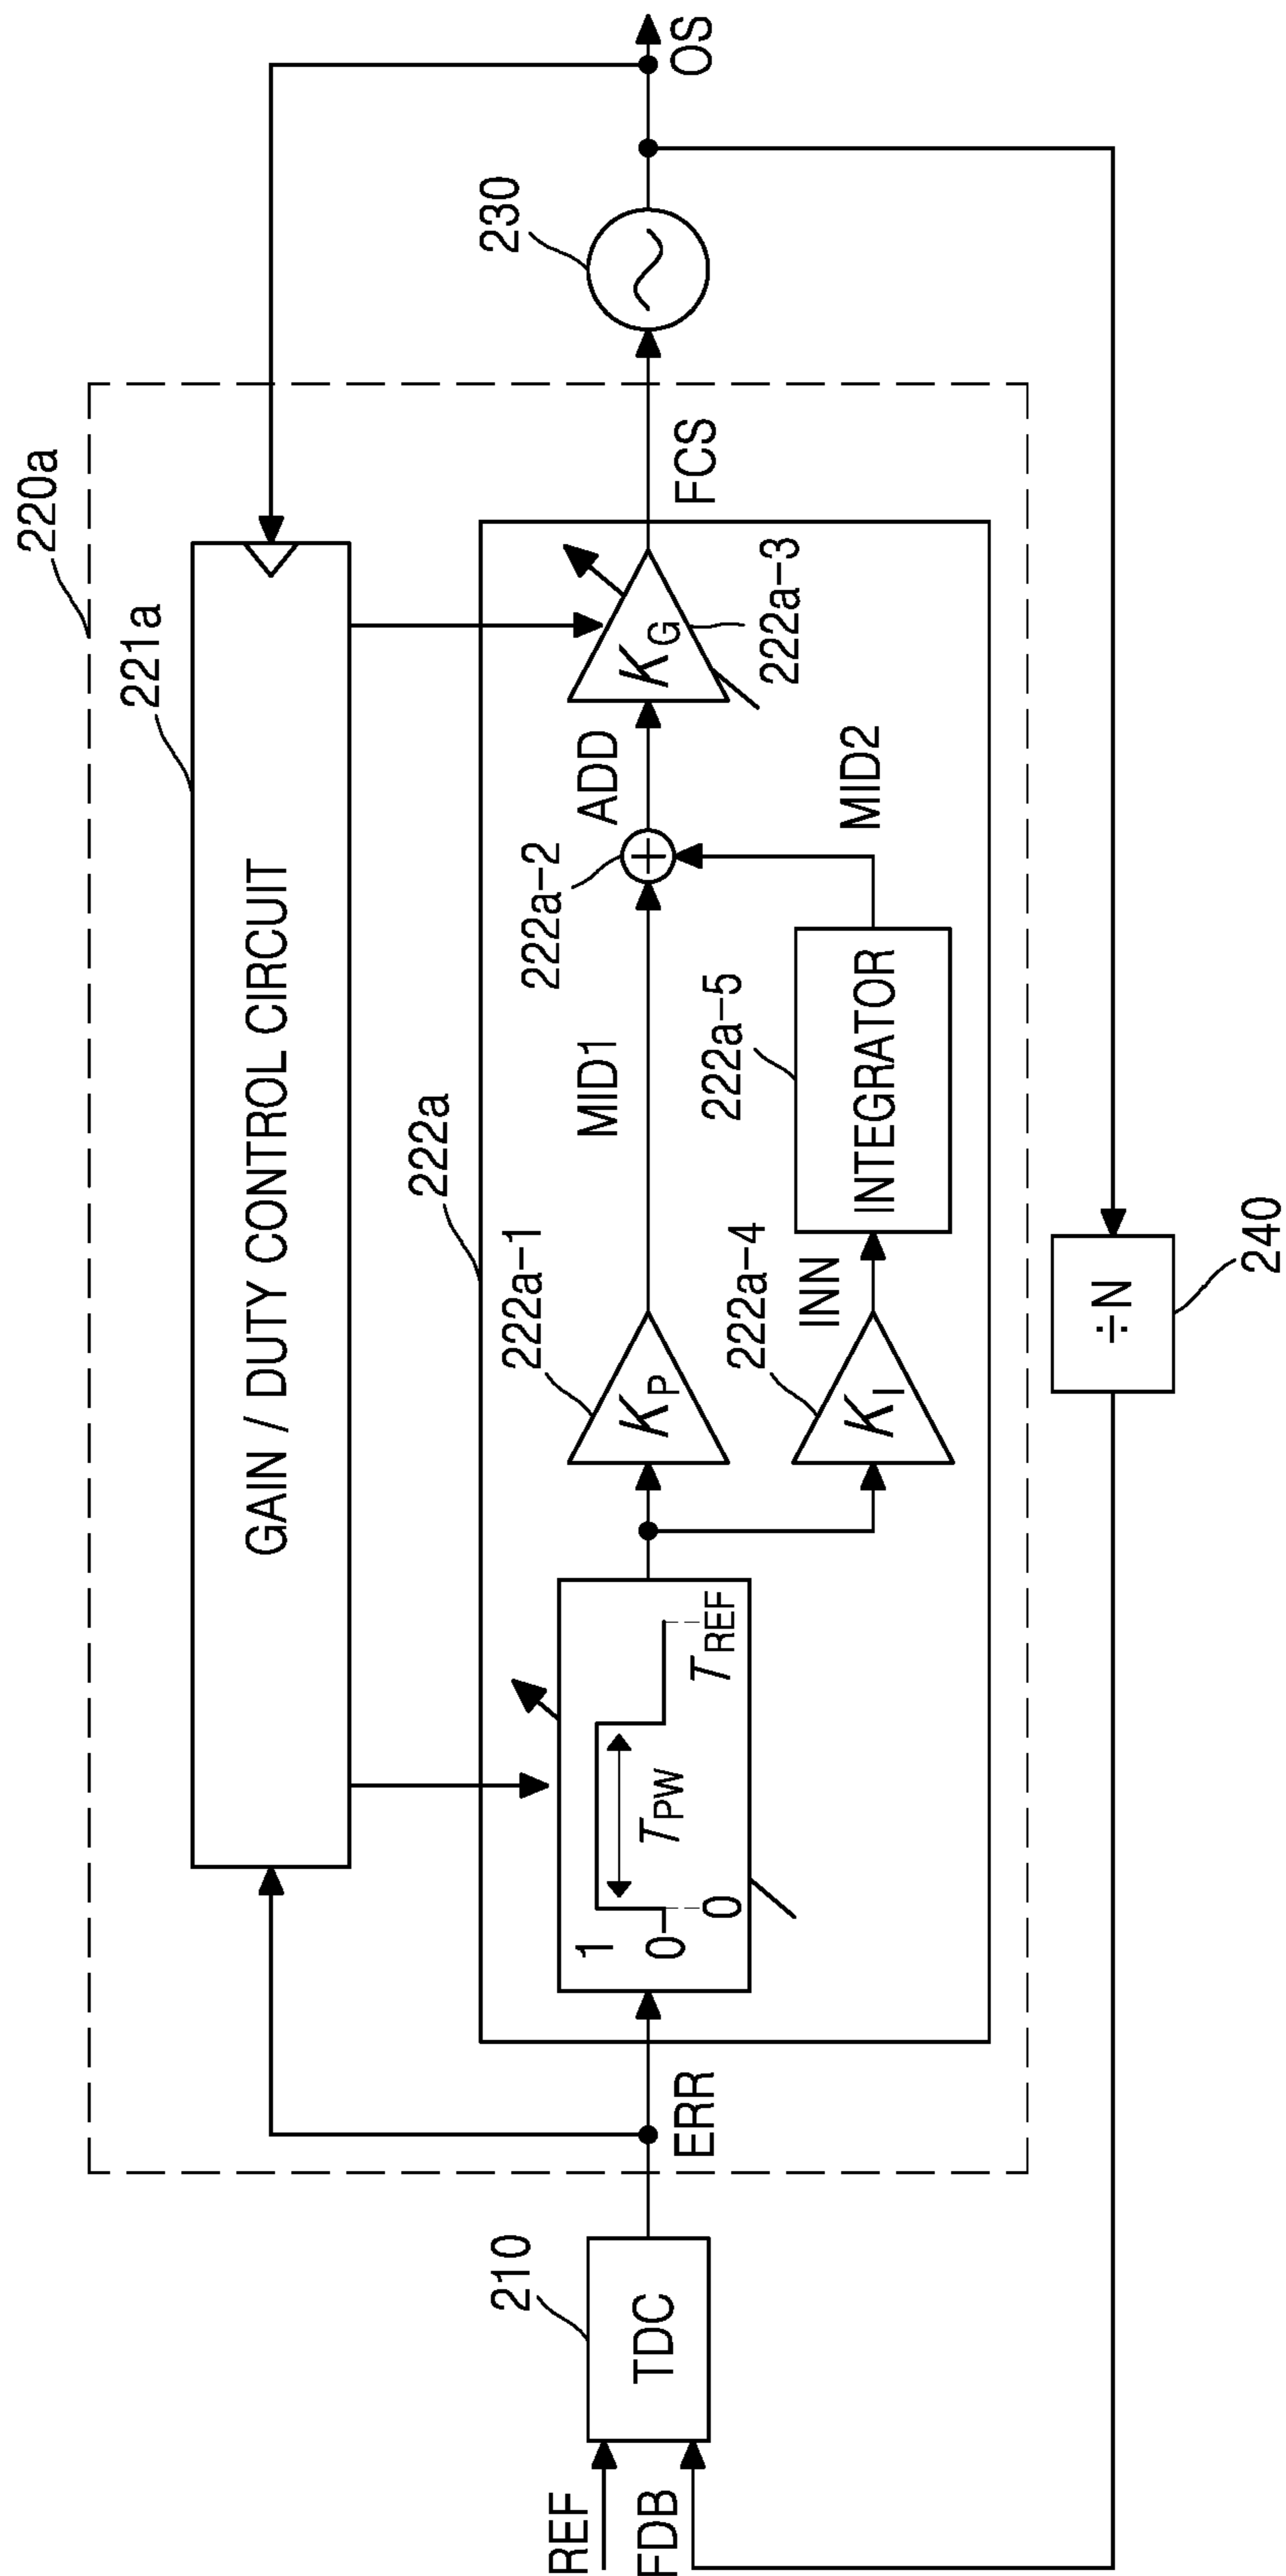 220a
221a
GAIN / DUTY CONTROL CIRCUIT
222a
REF
FDB
210
TDC
ERR
1
0
0
T_PW
T_REF
222a-1
K_P
MID1
222a-2
ADD
K_G
222a-3
FCS
230
OS
222a-4
K_I
INN
222a-5
INTEGRATOR
MID2
÷N
240